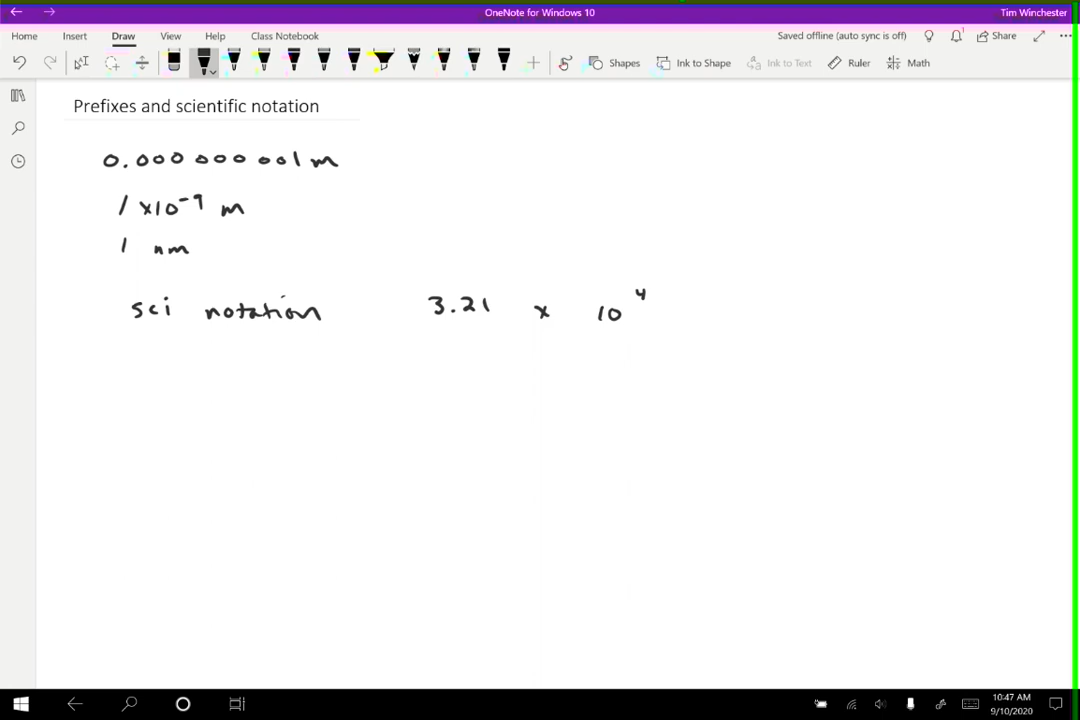 OneNote for Windows 10
Tim Winchester
Home Insert Draw View Help Class Notebook
Saved offline (auto sync is off) Share
Shapes Ink to Shape Ink to Text Ruler Math
Prefixes and scientific notation
0.000 000 001 m
1 x10⁻⁹ m
1 nm
sci notation 3.21 x 10⁴
10:47 AM
9/10/2020